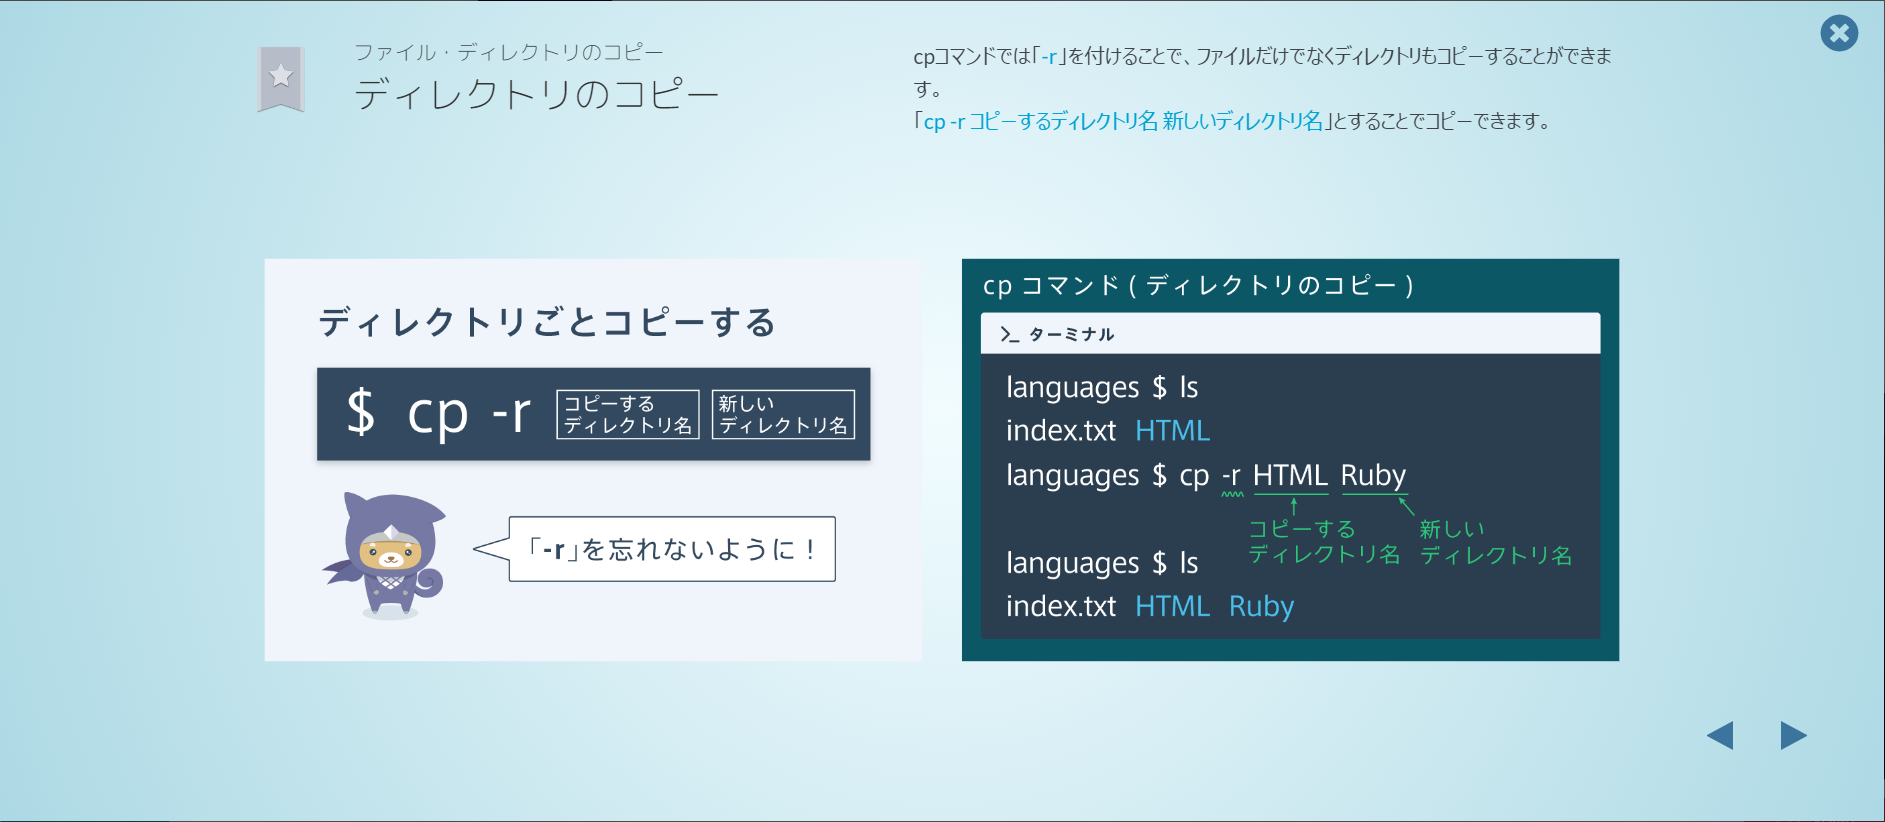 ファイル・ディレクトリのコピー
ディレクトリのコピー
cpコマンドでは「-r」を付けることで、ファイルだけでなくディレクトリもコピーすることができま
す。
「cp -r コピーするディレクトリ名 新しいディレクトリ名」とすることでコピーできます。
ディレクトリごとコピーする
$ cp -r
コピーする
ディレクトリ名
新しい
ディレクトリ名
「-r」を忘れないように！
cp コマンド ( ディレクトリのコピー )
>_ ターミナル
languages $ ls
index.txt HTML
languages $ cp -r HTML Ruby
コピーする
ディレクトリ名
新しい
ディレクトリ名
languages $ ls
index.txt HTML Ruby